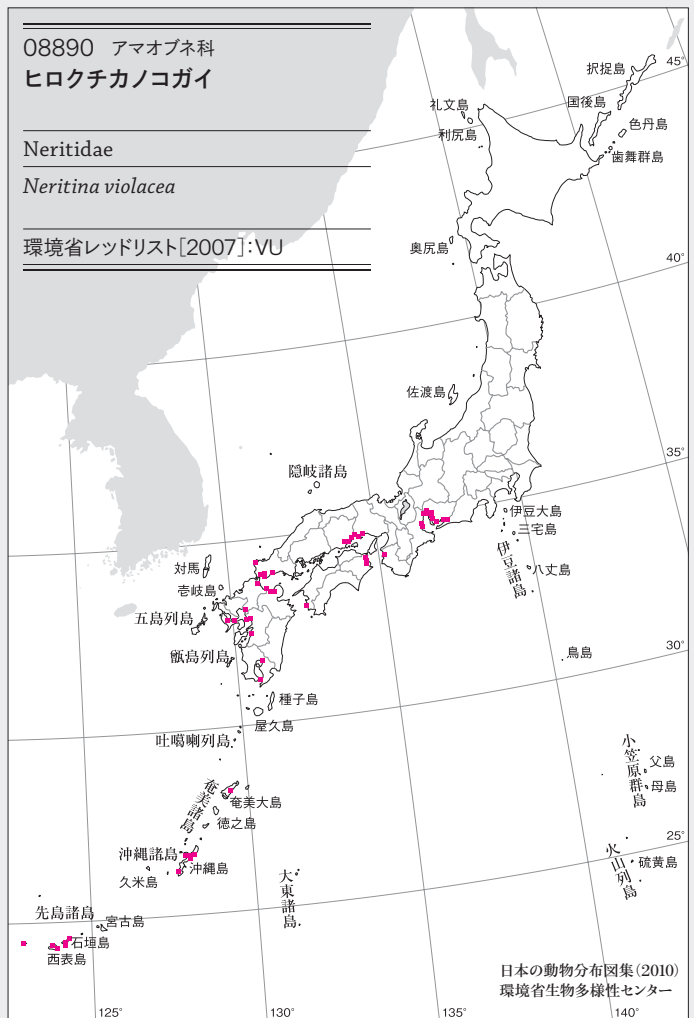 08890 アマオブネ科
ヒロクチカノコガイ
Neritidae
Neritina violacea
環境省レッドリスト[2007]:VU
択捉島
45°
礼文島
国後島
利尻島
色丹島
歯舞群島
奥尻島
40°
佐渡島
35°
隠岐諸島
伊豆大島
三宅島
伊豆諸島
八丈島
対馬
壱岐島
五島列島
甑島列島
鳥島
30°
種子島
屋久島
吐噶喇列島
小笠原群島
父島
母島
奄美諸島
奄美大島
徳之島
25°
沖縄諸島
沖縄島
久米島
大東諸島
火山列島
硫黄島
先島諸島
宮古島
石垣島
西表島
日本の動物分布図集(2010)
環境省生物多様性センター
125°
130°
135°
140°